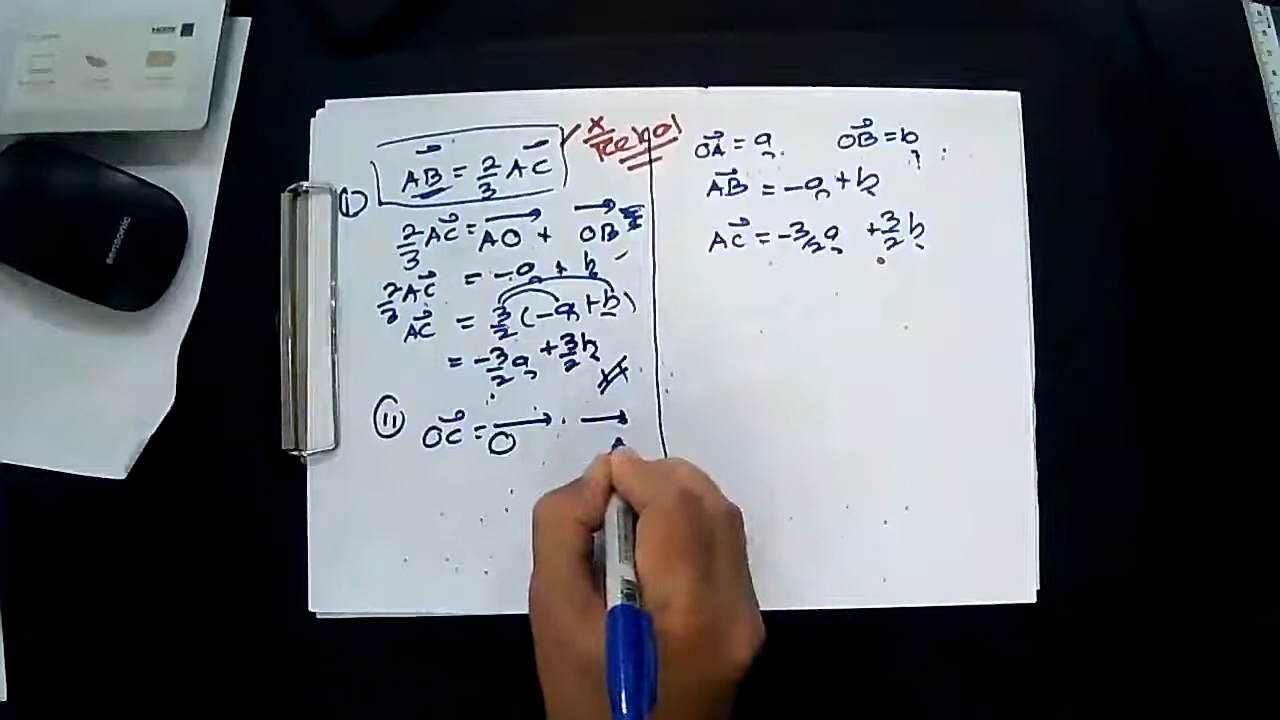 (i) AB = 2/3 AC
2/3 AC = AO + OB
2/3 AC = -a + b
AC = 3/2 (-a + b)
= -3/2 a + 3/2 b
(ii) OC = O
OA = a OB = b
AB = -a + b
AC = -3/2 a + 3/2 b
sensonic